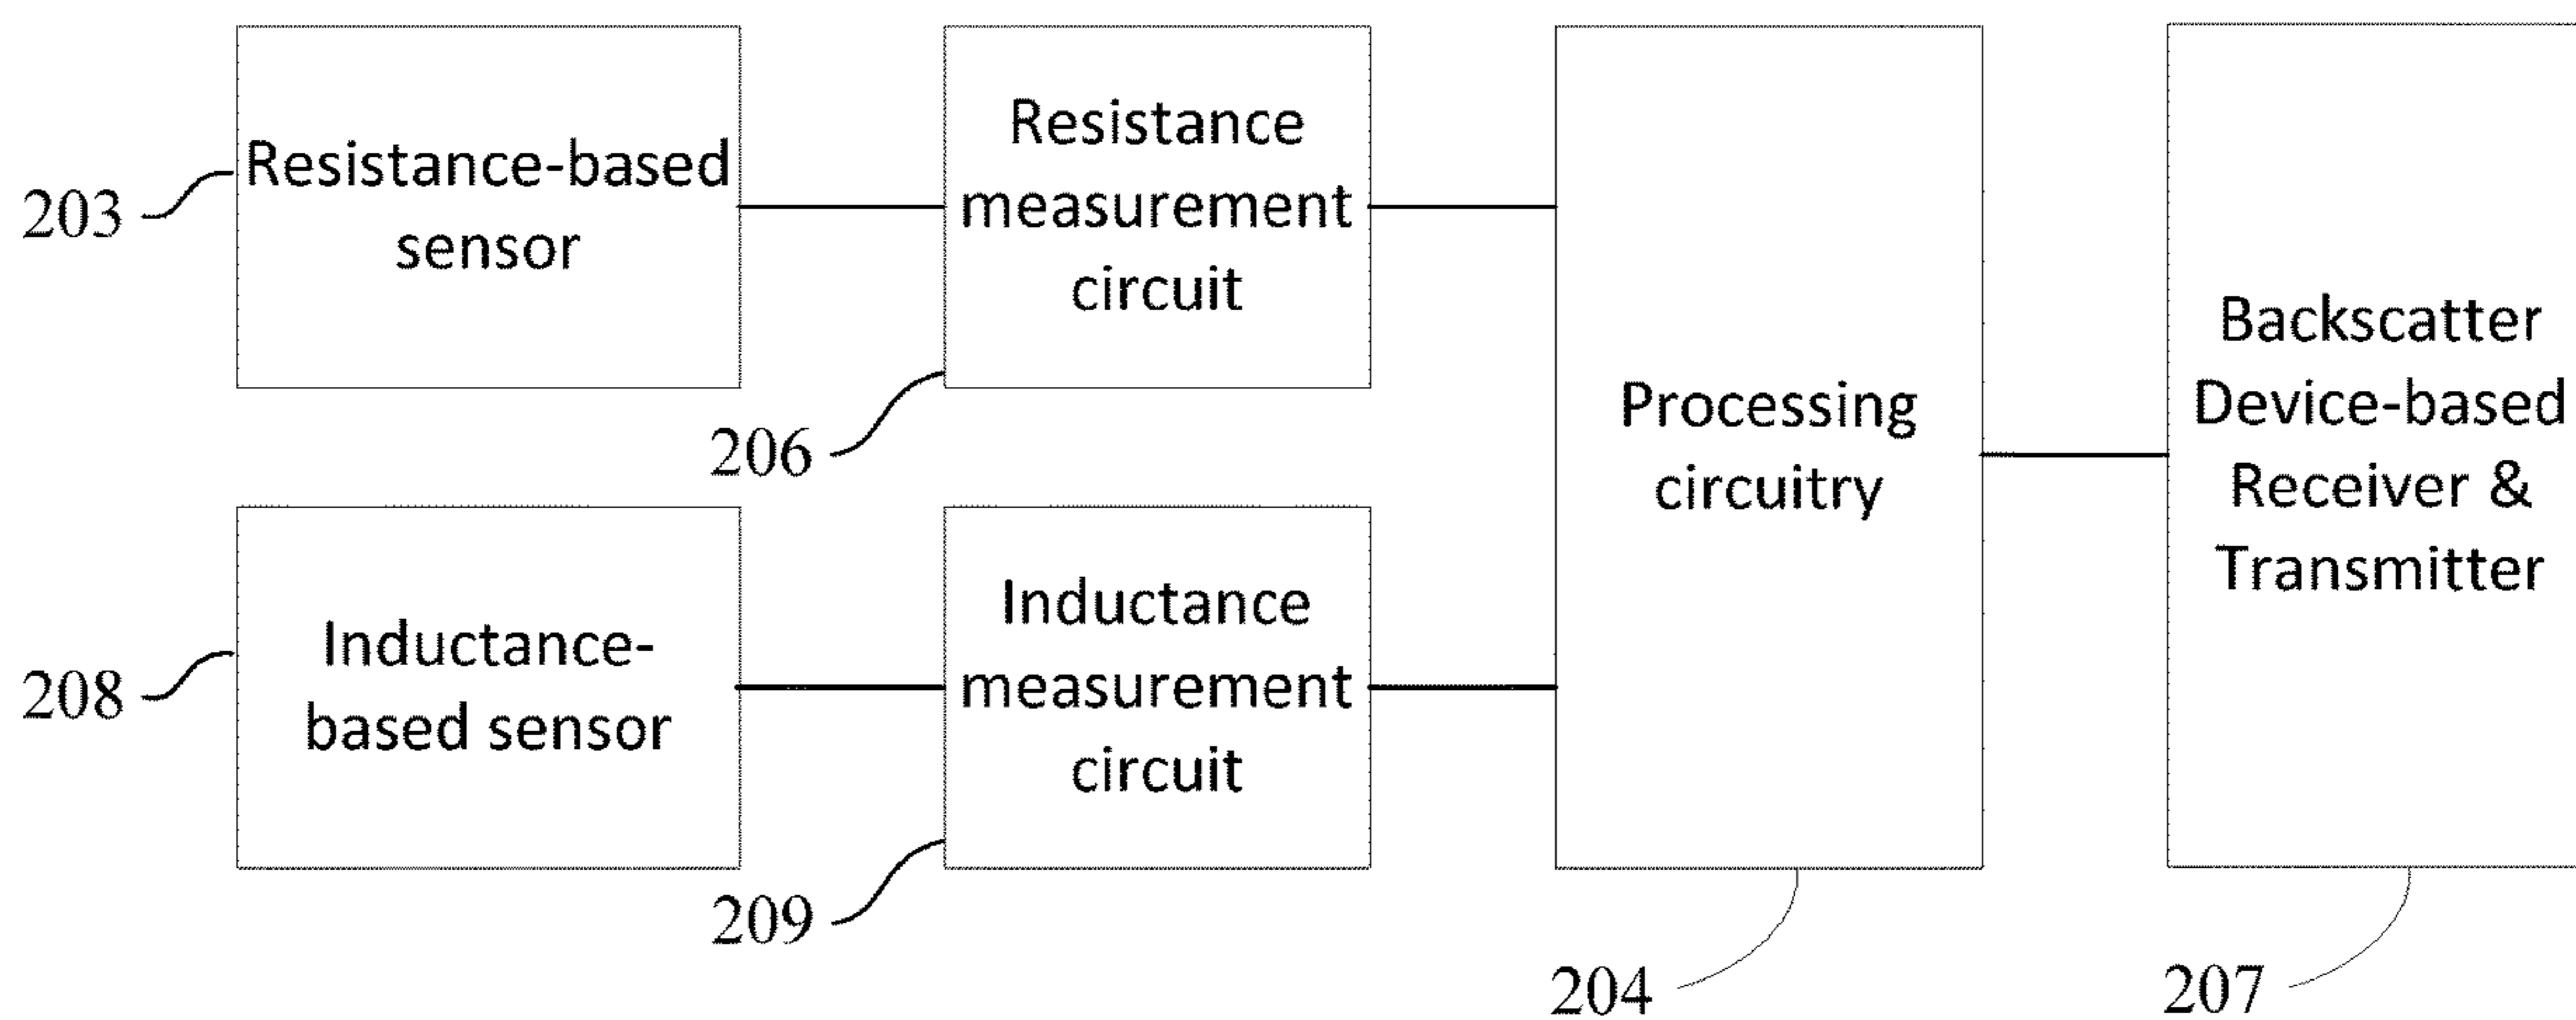 Resistance-based
sensor
203
Resistance
measurement
circuit
206
Inductance-
based sensor
208
Inductance
measurement
circuit
209
Processing
circuitry
204
Backscatter
Device-based
Receiver &
Transmitter
207